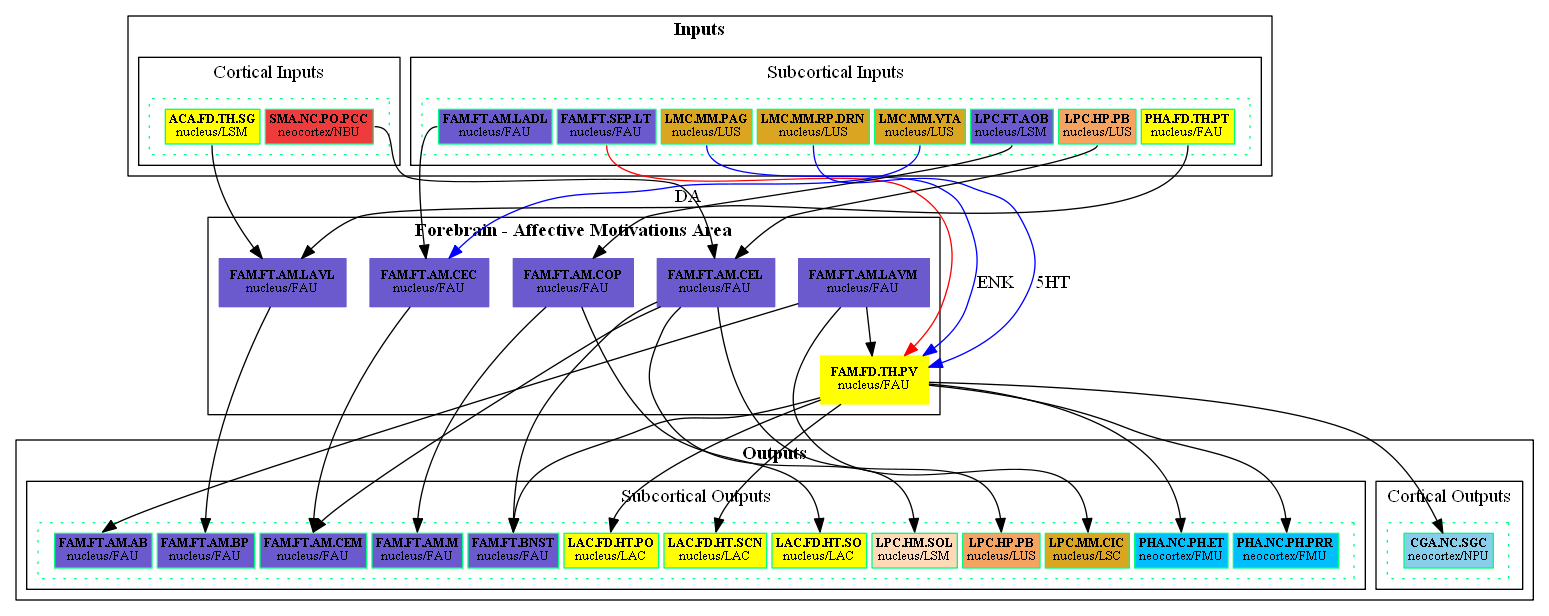 Inputs
Cortical Inputs
Subcortical Inputs
ACA.FD.TH.SG
nucleus/LSM
SMA.NC.PO.PCC
neocortex/NBU
FAM.FT.AM.LADL
nucleus/FAU
FAM.FT.SEP.LT
nucleus/FAU
LMC.MM.PAG
nucleus/LUS
LMC.MM.RP.DRN
nucleus/LUS
LMC.MM.VTA
nucleus/LUS
LPC.FT.AOB
nucleus/LSM
LPC.HP.PB
nucleus/LUS
PHA.FD.TH.PT
nucleus/FAU
DA
Forebrain - Affective Motivations Area
FAM.FT.AM.LAVL
nucleus/FAU
FAM.FT.AM.CEC
nucleus/FAU
FAM.FT.AM.COP
nucleus/FAU
FAM.FT.AM.CEL
nucleus/FAU
FAM.FT.AM.LAVM
nucleus/FAU
ENK
5HT
FAM.FD.TH.PV
nucleus/FAU
Outputs
Subcortical Outputs
Cortical Outputs
FAM.FT.AM.AB
nucleus/FAU
FAM.FT.AM.BP
nucleus/FAU
FAM.FT.AM.CEM
nucleus/FAU
FAM.FT.AM.M
nucleus/FAU
FAM.FT.BNST
nucleus/FAU
LAC.FD.HT.PO
nucleus/LAC
LAC.FD.HT.SCN
nucleus/LAC
LAC.FD.HT.SO
nucleus/LAC
LPC.HM.SOL
nucleus/LSM
LPC.HP.PB
nucleus/LUS
LPC.MM.CIC
nucleus/LSC
PHA.NC.PH.ET
neocortex/FMU
PHA.NC.PH.PRR
neocortex/FMU
CGA.NC.SGC
neocortex/NPU